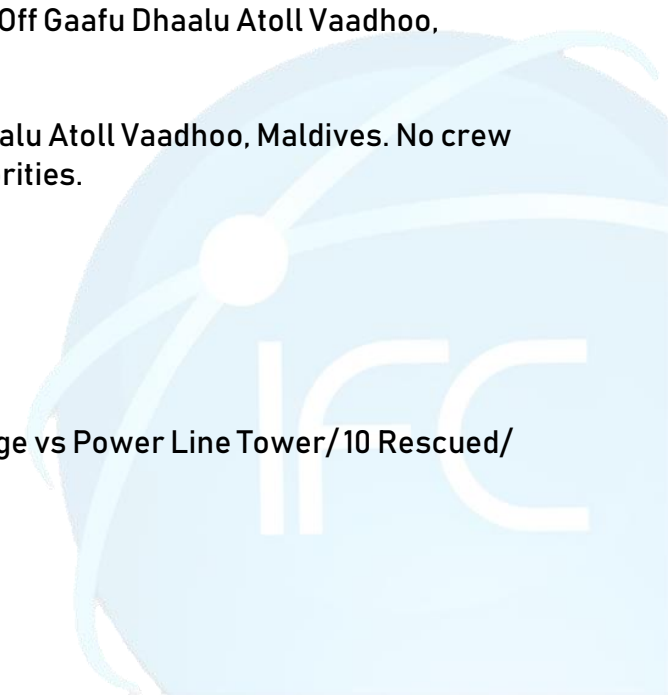 Off Gaafu Dhaalu Atoll Vaadhoo,
alu Atoll Vaadhoo, Maldives. No crew
rities.
IFC
ge vs Power Line Tower/ 10 Rescued/